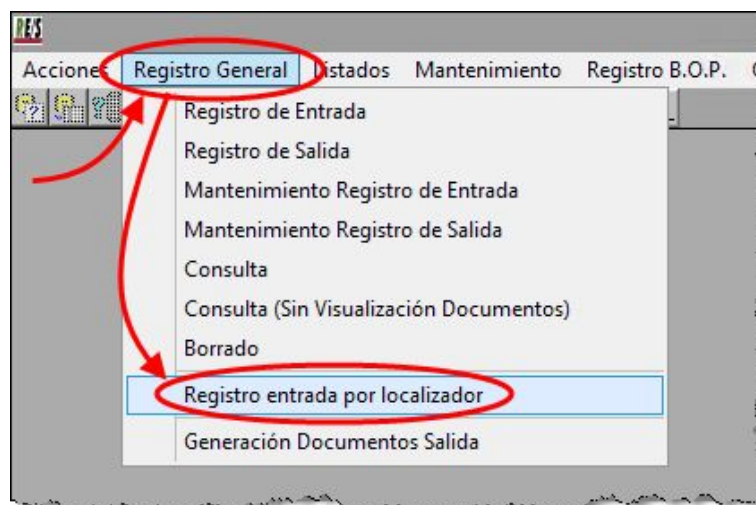 RES
Acciones Registro General Listados Mantenimiento Registro B.O.P.
Registro de Entrada
Registro de Salida
Mantenimiento Registro de Entrada
Mantenimiento Registro de Salida
Consulta
Consulta (Sin Visualización Documentos)
Borrado
Registro entrada por localizador
Generación Documentos Salida